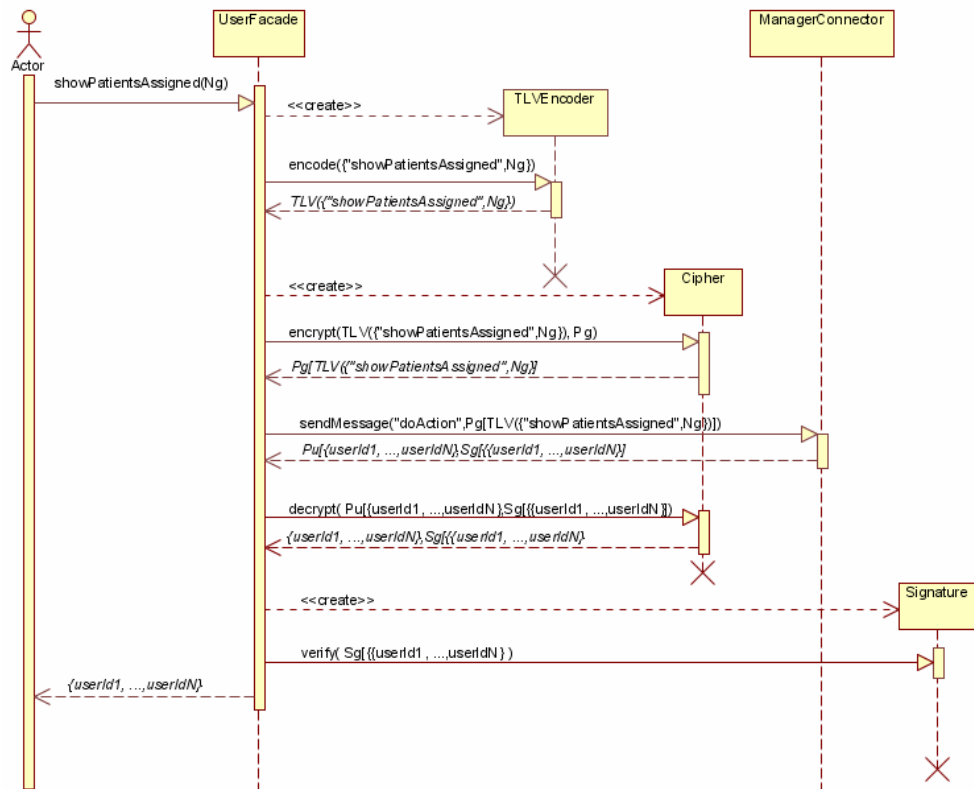 UserFacade
ManagerConnector
Actor
showPatientsAssigned(Ng)
TLVEncoder
<<create>>
encode({"showPatientsAssigned",Ng})
TLV({"showPatientsAssigned",Ng})
<<create>>
Cipher
encrypt(TLV({"showPatientsAssigned",Ng}), Pg)
Pg[TLV({"showPatientsAssigned",Ng}]
sendMessage("doAction",Pg[TLV({"showPatientsAssigned",Ng})])
Pu[{userId1, ...,userIdN},Sg[{{userId1, ...,userIdN}]
decrypt( Pu[{userId1, ...,userIdN},Sg[{{userId1, ...,userIdN}])
{userId1, ...,userIdN},Sg[{{userId1, ...,userIdN}
<<create>>
Signature
verify( Sg[{{userId1, ...,userIdN} )
{userId1, ...,userIdN}